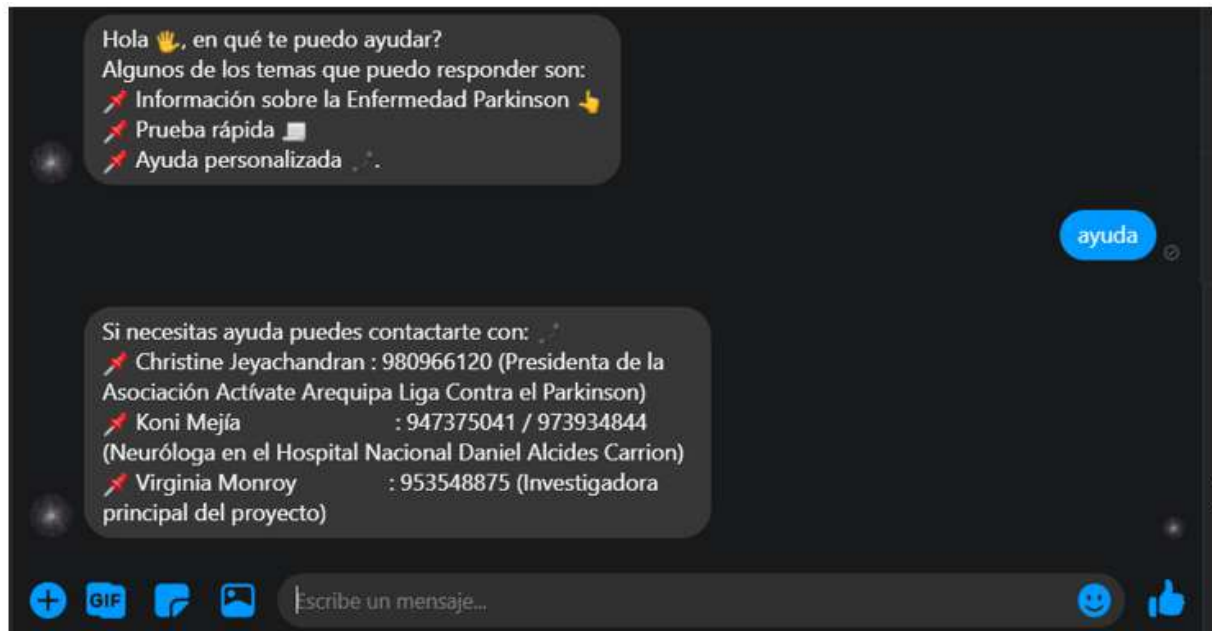 Hola 🖐, en qué te puedo ayudar?
Algunos de los temas que puedo responder son:
📌 Información sobre la Enfermedad Parkinson 👆
📌 Prueba rápida
📌 Ayuda personalizada .
ayuda
Si necesitas ayuda puedes contactarte con:
📌 Christine Jeyachandran : 980966120 (Presidenta de la
Asociación Actívate Arequipa Liga Contra el Parkinson)
📌 Koni Mejía : 947375041 / 973934844
(Neuróloga en el Hospital Nacional Daniel Alcides Carrion)
📌 Virginia Monroy : 953548875 (Investigadora
principal del proyecto)
GIF
Escribe un mensaje...